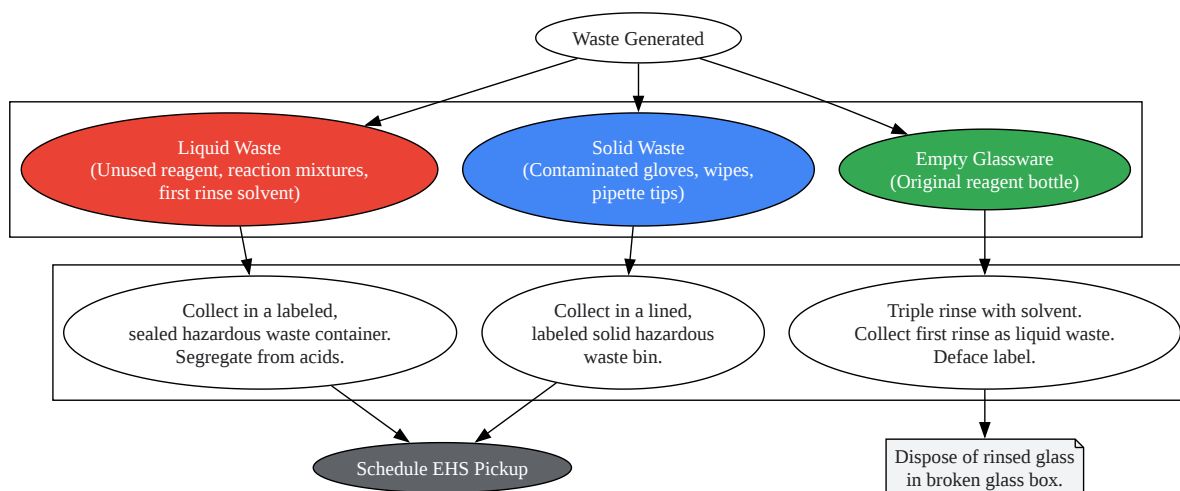 Waste Generated
Liquid Waste
(Unused reagent, reaction mixtures,
first rinse solvent)
Solid Waste
(Contaminated gloves, wipes,
pipette tips)
Empty Glassware
(Original reagent bottle)
Collect in a labeled,
sealed hazardous waste container.
Segregate from acids.
Collect in a lined,
labeled solid hazardous
waste bin.
Triple rinse with solvent.
Collect first rinse as liquid waste.
Deface label.
Schedule EHS Pickup
Dispose of rinsed glass
in broken glass box.